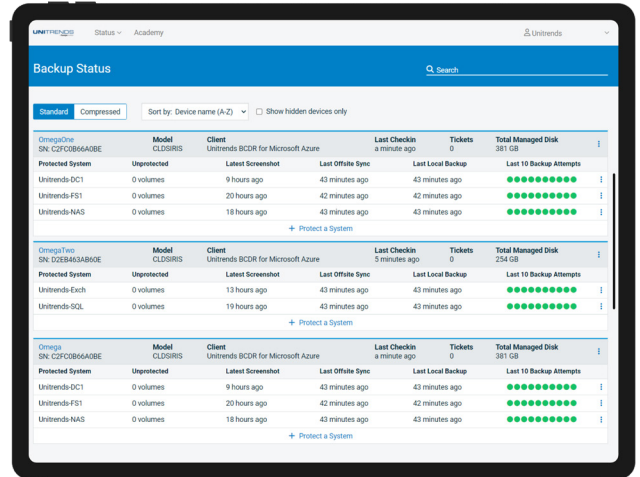 UNITRENDS Status Academy Unitrends
Backup Status Search
Standard Compressed Sort by: Device name (A-Z) Show hidden devices only
OmegaOne Model Client Last Checkin Tickets Total Managed Disk
SN: C2FC0B66A0BE CLDSIRIS Unitrends BCDR for Microsoft Azure a minute ago 0 381 GB
Protected System Unprotected Latest Screenshot Last Offsite Sync Last Local Backup Last 10 Backup Attempts
Unitrends-DC1 0 volumes 9 hours ago 43 minutes ago 43 minutes ago
Unitrends-FS1 0 volumes 20 hours ago 42 minutes ago 42 minutes ago
Unitrends-NAS 0 volumes 18 hours ago 43 minutes ago 43 minutes ago
+ Protect a System
OmegaTwo Model Client Last Checkin Tickets Total Managed Disk
SN: D2EB463AB60E CLDSIRIS Unitrends BCDR for Microsoft Azure 5 minutes ago 0 254 GB
Protected System Unprotected Latest Screenshot Last Offsite Sync Last Local Backup Last 10 Backup Attempts
Unitrends-Exch 0 volumes 13 hours ago 43 minutes ago 43 minutes ago
Unitrends-SQL 0 volumes 19 hours ago 43 minutes ago 43 minutes ago
+ Protect a System
Omega Model Client Last Checkin Tickets Total Managed Disk
SN: C2FC0B66A0BE CLDSIRIS Unitrends BCDR for Microsoft Azure a minute ago 0 381 GB
Protected System Unprotected Latest Screenshot Last Offsite Sync Last Local Backup Last 10 Backup Attempts
Unitrends-DC1 0 volumes 9 hours ago 43 minutes ago 43 minutes ago
Unitrends-FS1 0 volumes 20 hours ago 42 minutes ago 42 minutes ago
Unitrends-NAS 0 volumes 18 hours ago 43 minutes ago 43 minutes ago
+ Protect a System